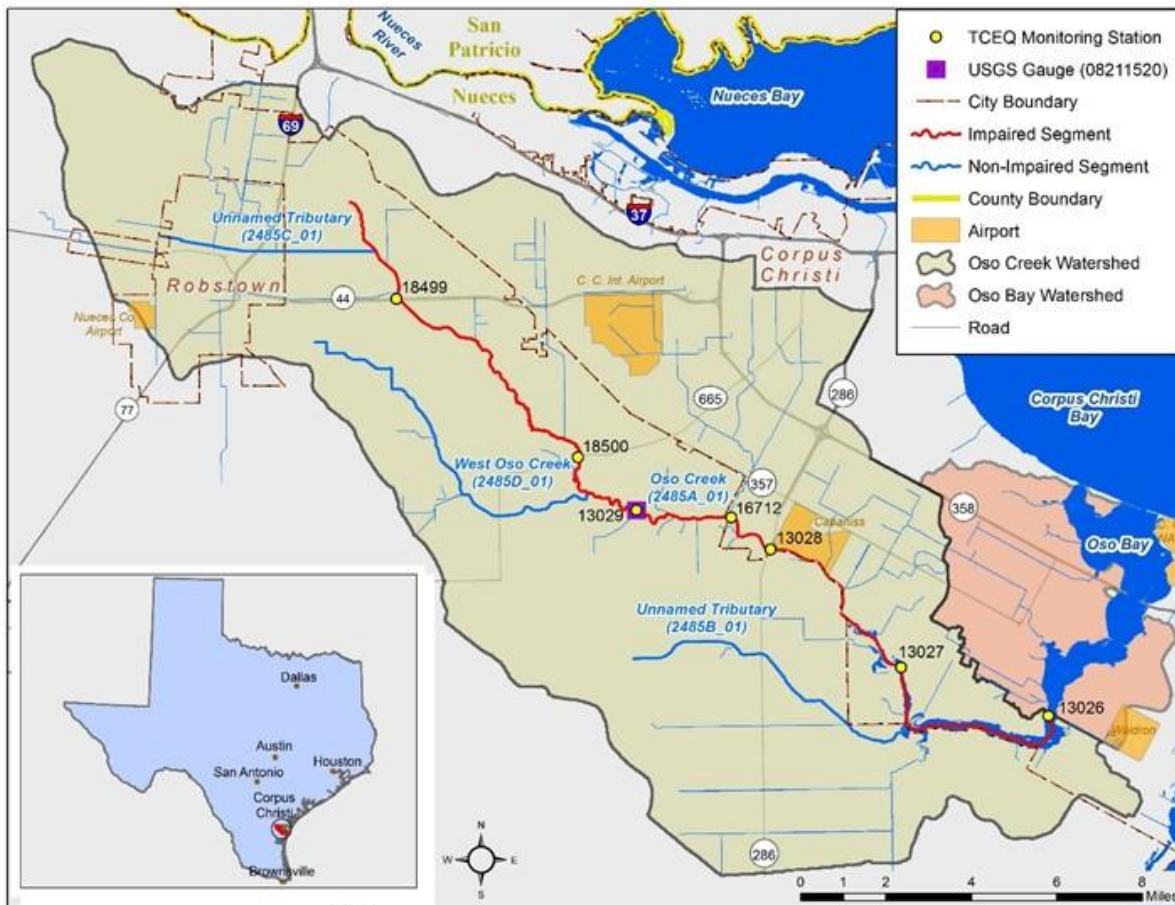 San
Patricio
Nueces
River
Nueces
Nueces Bay
69
37
Unnamed Tributary
(2485C_01)
Corpus
Christi
Robstown
44
18499
C. C. Int. Airport
Nueces Co
Airport
77
665
286
Corpus Christi
Bay
18500
West Oso Creek
(2485D_01)
Oso Creek
(2485A_01)
357
358
13029
16712
13028
Cabaniss
Oso Bay
NA
Unnamed Tributary
(2485B_01)
13027
13026
Waldron
286
TCEQ Monitoring Station
USGS Gauge (08211520)
City Boundary
Impaired Segment
Non-Impaired Segment
County Boundary
Airport
Oso Creek Watershed
Oso Bay Watershed
Road
Dallas
Austin
Houston
San Antonio
Corpus
Christi
Brownsville
N
W E
S
0 1 2 4 6 8
Miles